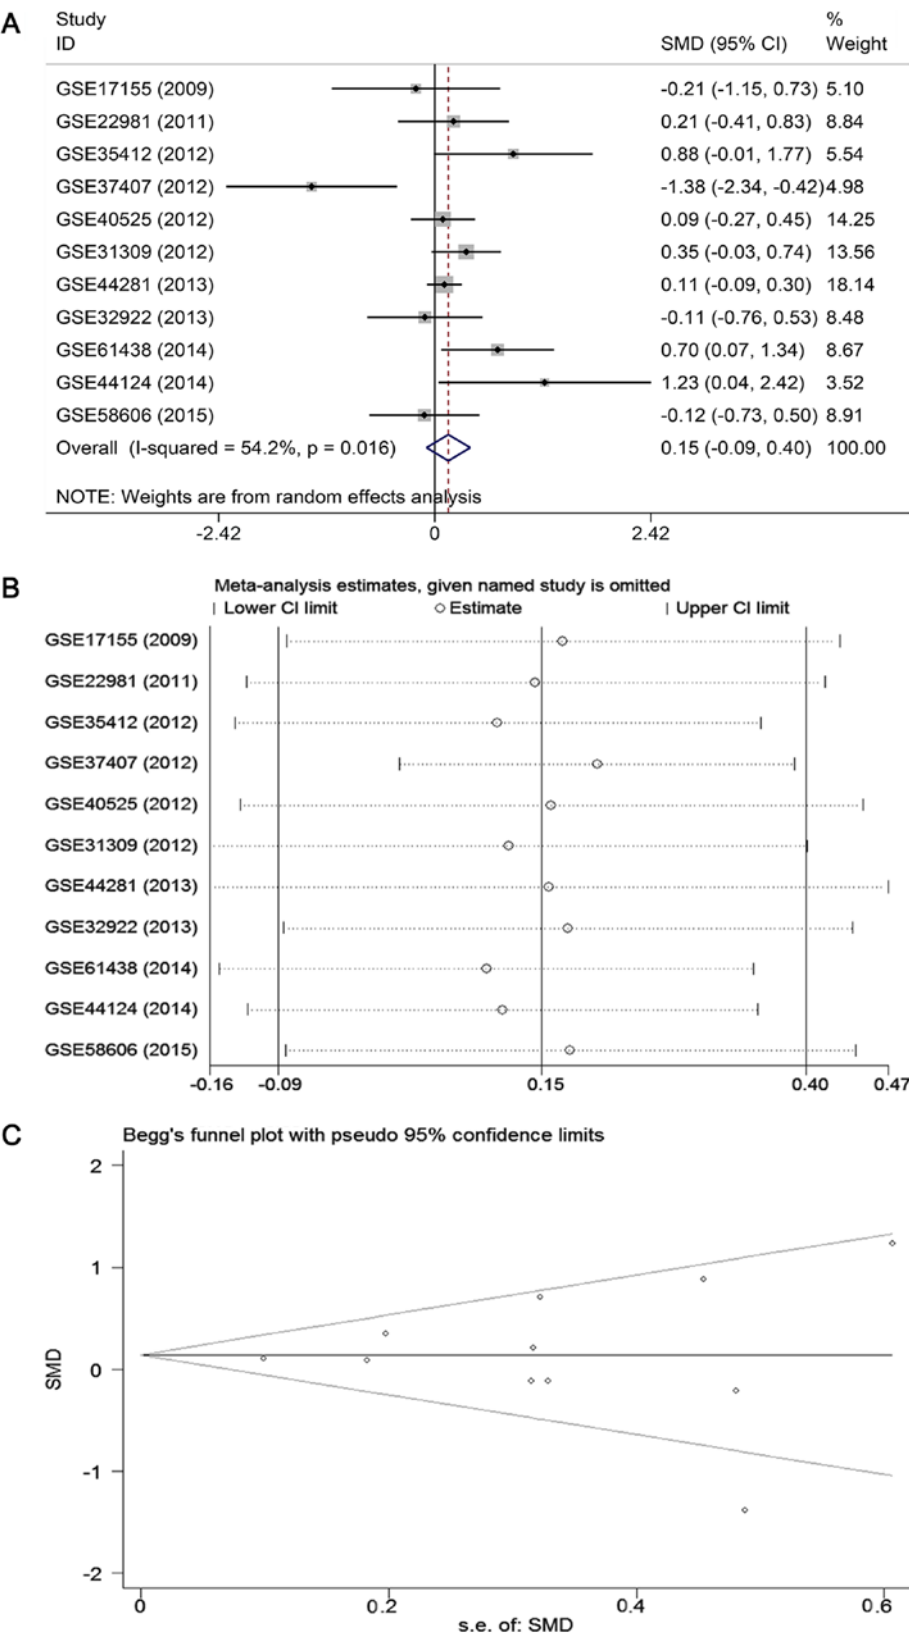 A
Study %
ID SMD (95% CI) Weight
GSE17155 (2009) -0.21 (-1.15, 0.73) 5.10
GSE22981 (2011) 0.21 (-0.41, 0.83) 8.84
GSE35412 (2012) 0.88 (-0.01, 1.77) 5.54
GSE37407 (2012) -1.38 (-2.34, -0.42) 4.98
GSE40525 (2012) 0.09 (-0.27, 0.45) 14.25
GSE31309 (2012) 0.35 (-0.03, 0.74) 13.56
GSE44281 (2013) 0.11 (-0.09, 0.30) 18.14
GSE32922 (2013) -0.11 (-0.76, 0.53) 8.48
GSE61438 (2014) 0.70 (0.07, 1.34) 8.67
GSE44124 (2014) 1.23 (0.04, 2.42) 3.52
GSE58606 (2015) -0.12 (-0.73, 0.50) 8.91
Overall (I-squared = 54.2%, p = 0.016) 0.15 (-0.09, 0.40) 100.00
NOTE: Weights are from random effects analysis
-2.42 0 2.42
B
Meta-analysis estimates, given named study is omitted
Lower CI limit Estimate Upper CI limit
GSE17155 (2009)
GSE22981 (2011)
GSE35412 (2012)
GSE37407 (2012)
GSE40525 (2012)
GSE31309 (2012)
GSE44281 (2013)
GSE32922 (2013)
GSE61438 (2014)
GSE44124 (2014)
GSE58606 (2015)
-0.16 -0.09 0.15 0.40 0.47
C
Begg's funnel plot with pseudo 95% confidence limits
2
1
0
-1
-2
SMD
0 0.2 0.4 0.6
s.e. of: SMD